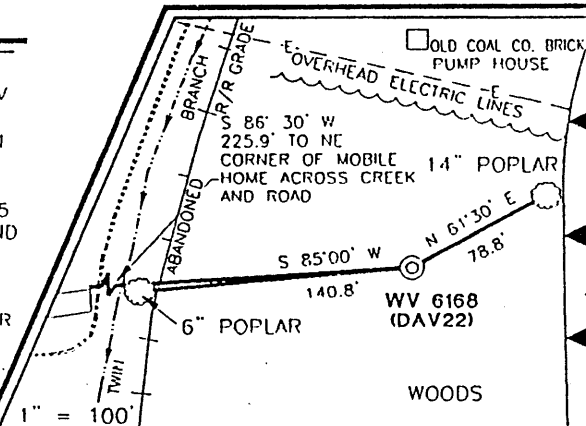 OLD COAL CO. BRICK
PUMP HOUSE
E
OVERHEAD ELECTRIC LINES
E
BRANCH
R/R GRADE
S 86° 30' W
225.9' TO NE
CORNER OF MOBILE
HOME ACROSS CREEK
AND ROAD
14" POPLAR
ABANDONED
N 61°30' E
78.8'
S 85°00' W
140.8'
WV 6168
(DAV22)
6" POPLAR
TWIN
WOODS
1" = 100'
V
5
ND
R